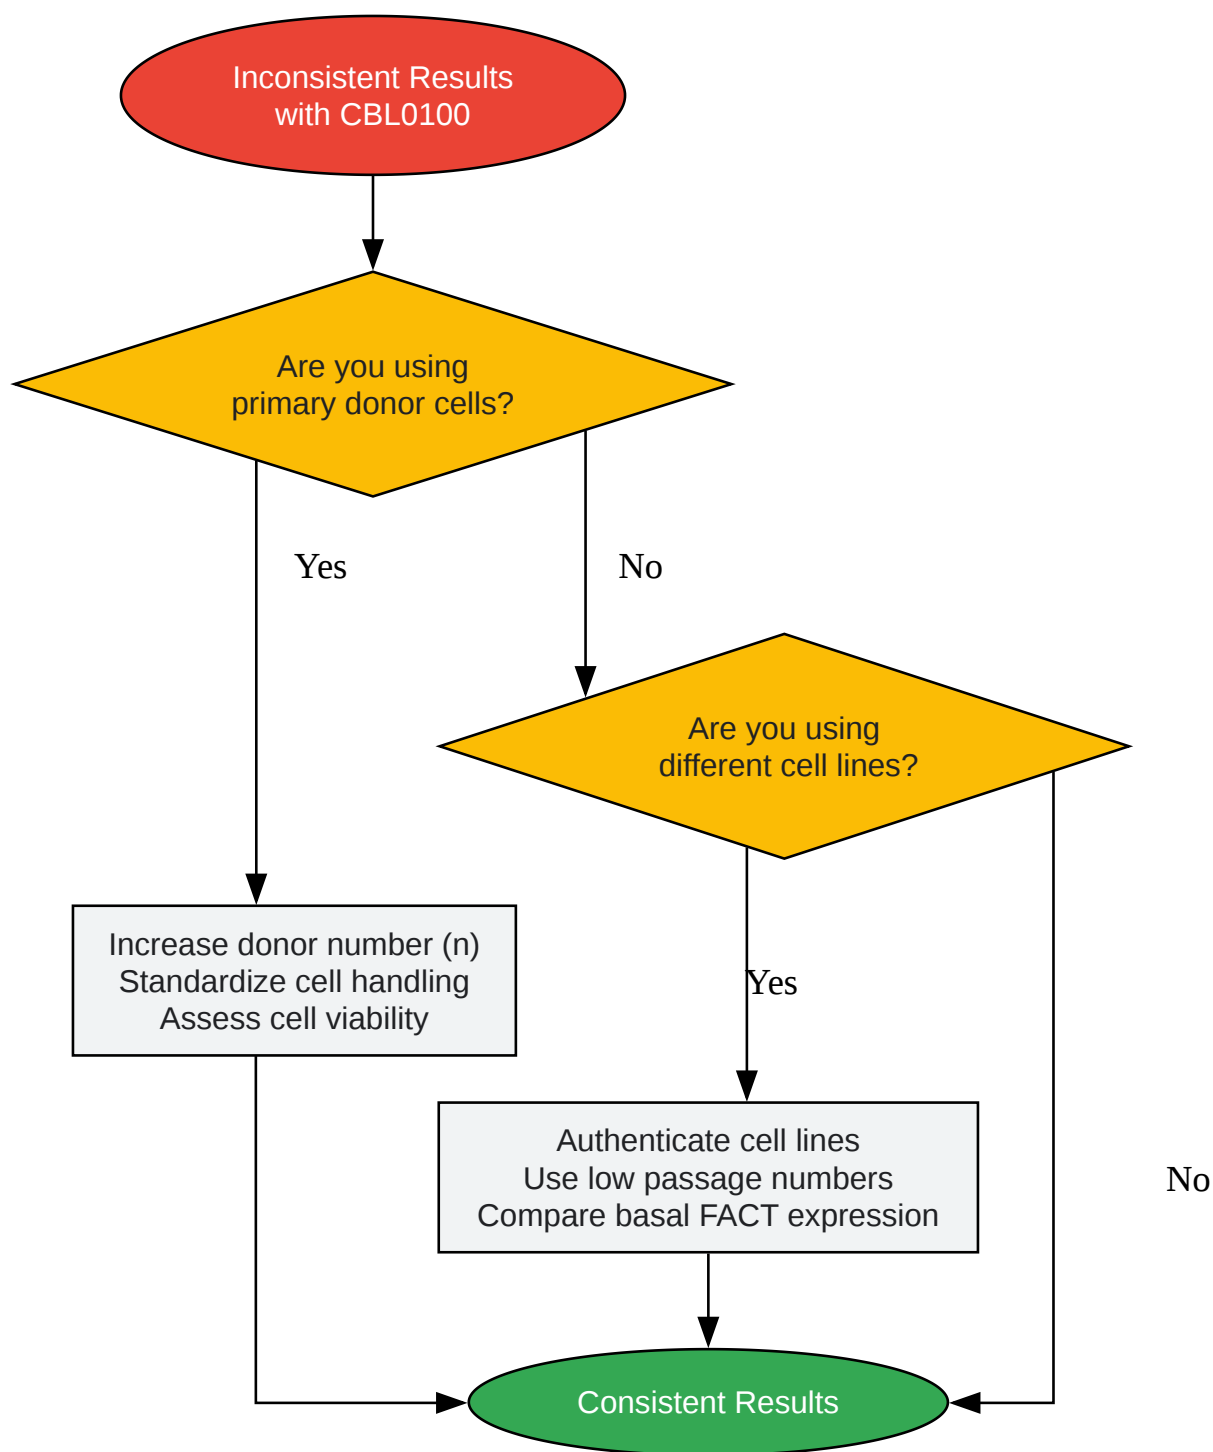 Inconsistent Results
with CBL0100
Are you using
primary donor cells?
Yes
No
Are you using
different cell lines?
Increase donor number (n)
Standardize cell handling
Assess cell viability
Yes
Authenticate cell lines
Use low passage numbers
Compare basal FACT expression
No
Consistent Results